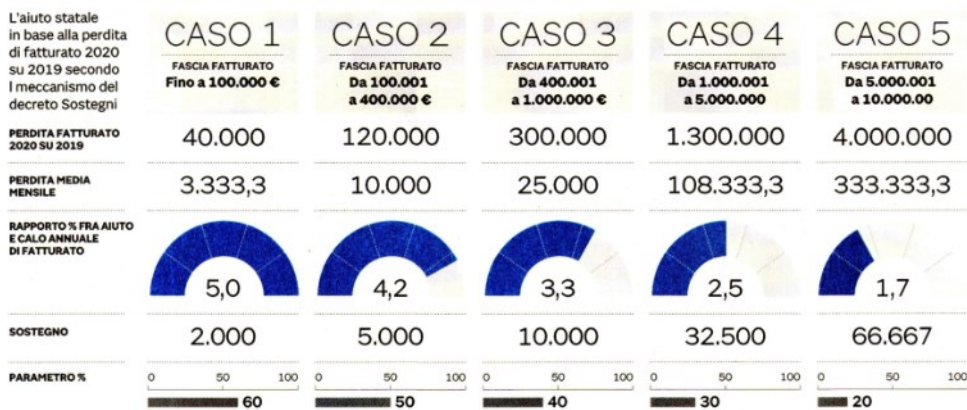 L'aiuto statale
in base alla perdita
di fatturato 2020
su 2019 secondo
I meccanismo del
decreto Sostegni
CASO 1
FASCIA FATTURATO
Fino a 100.000 €
CASO 2
FASCIA FATTURATO
Da 100.001
a 400.000 €
CASO 3
FASCIA FATTURATO
Da 400.001
a 1.000.000 €
CASO 4
FASCIA FATTURATO
Da 1.000.001
a 5.000.000
CASO 5
FASCIA FATTURATO
Da 5.000.001
a 10.000.00
PERDITA FATTURATO
2020 SU 2019
40.000
120.000
300.000
1.300.000
4.000.000
PERDITA MEDIA
MENSILE
3.333,3
10.000
25.000
108.333,3
333.333,3
RAPPORTO % FRA AIUTO
E CALO ANNUALE
DI FATTURATO
5,0
4,2
3,3
2,5
1,7
SOSTEGNO
2.000
5.000
10.000
32.500
66.667
PARAMETRO %
0 50 100
60
0 50 100
50
0 50 100
40
0 50 100
30
0 50 100
20